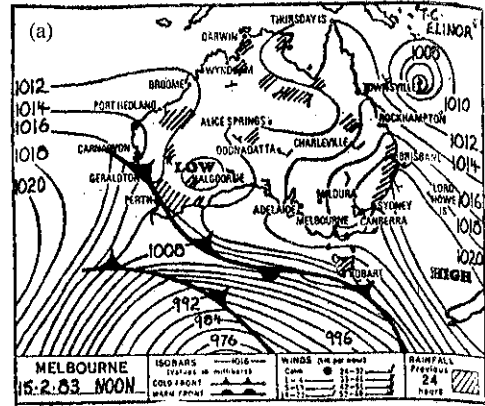 (a)
THURSDAY IS
T.C. ELINOR
DARWIN
1008
WYNDHAM
1012
BROOME
TOWNSVILLE
1010
1014
PORT HEDLAND
1016
ALICE SPRINGS
ROCKHAMPTON
1012
CARNARVON
OODNADATTA
CHARLEVILLE
1014
1018
LOW
BRISBANE
GERALDTON
KALGOORLIE
1020
LORD HOWE IS
1016
PERTH
ADELAIDE
MILDURA
SYDNEY
1018
MELBOURNE
CANBERRA
1020
1008
HIGH
HOBART
992
984
996
976
MELBOURNE
15.2.83 NOON
ISOBARS 1016
COLD FRONT
WARM FRONT
WINDS
Calm
RAINFALL
Previous
24
hours